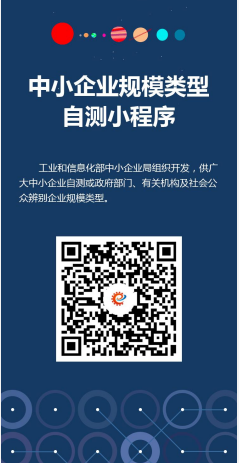 中小企业规模类型
自测小程序
工业和信息化部中小企业局组织开发，供广
大中小企业自测或政府部门、有关机构及社会公
众辨别企业规模类型。